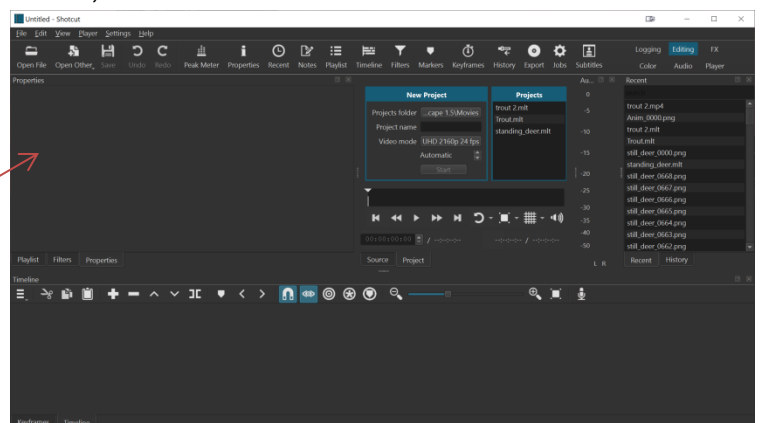 Untitled - Shotcut
File Edit View Player Settings Help
Open File Open Other... Save Undo Redo Peak Meter Properties Recent Notes Playlist Timeline Filters Markers Keyframes History Export Jobs Subtitles
Logging Editing FX
Color Audio Player
Properties
Au...
Recent
New Project
Projects folder ...cape 1.5\Movies
Project name
Video mode UHD 2160p 24 fps
Automatic
Start
Projects
trout 2.mlt
Trout.mlt
standing_deer.mlt
0
-5
-10
-15
-20
-25
-30
-35
-40
-50
L R
trout 2.mp4
Anim_0000.png
trout 2.mlt
Trout.mlt
still_deer_0000.png
standing_deer.mlt
still_deer_0668.png
still_deer_0667.png
still_deer_0666.png
still_deer_0665.png
still_deer_0664.png
still_deer_0663.png
still_deer_0662.png
00:00:00:00 / --:--:--:--
--:--:--:-- / --:--:--:--
Playlist Filters Properties
Source Project
Recent History
Timeline
Keyframes Timeline